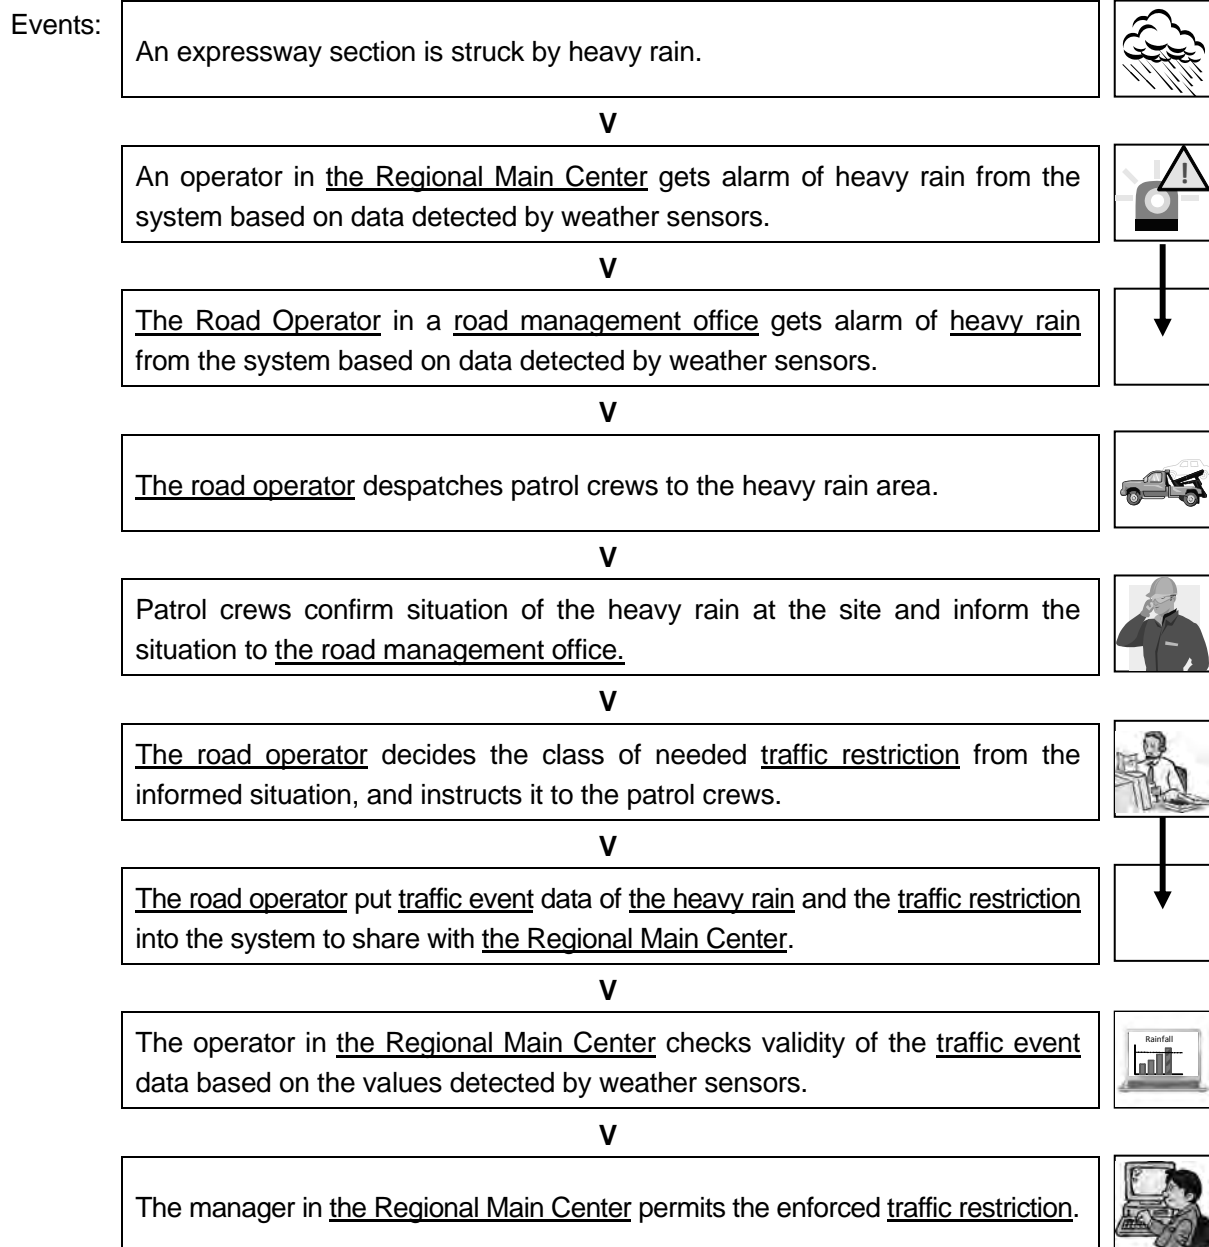 Events:
An expressway section is struck by heavy rain.
V
An operator in the Regional Main Center gets alarm of heavy rain from the
system based on data detected by weather sensors.
V
The Road Operator in a road management office gets alarm of heavy rain
from the system based on data detected by weather sensors.
V
The road operator despatches patrol crews to the heavy rain area.
V
Patrol crews confirm situation of the heavy rain at the site and inform the
situation to the road management office.
V
The road operator decides the class of needed traffic restriction from the
informed situation, and instructs it to the patrol crews.
V
The road operator put traffic event data of the heavy rain and the traffic restriction
into the system to share with the Regional Main Center.
V
The operator in the Regional Main Center checks validity of the traffic event
data based on the values detected by weather sensors.
Rainfall
V
The manager in the Regional Main Center permits the enforced traffic restriction.